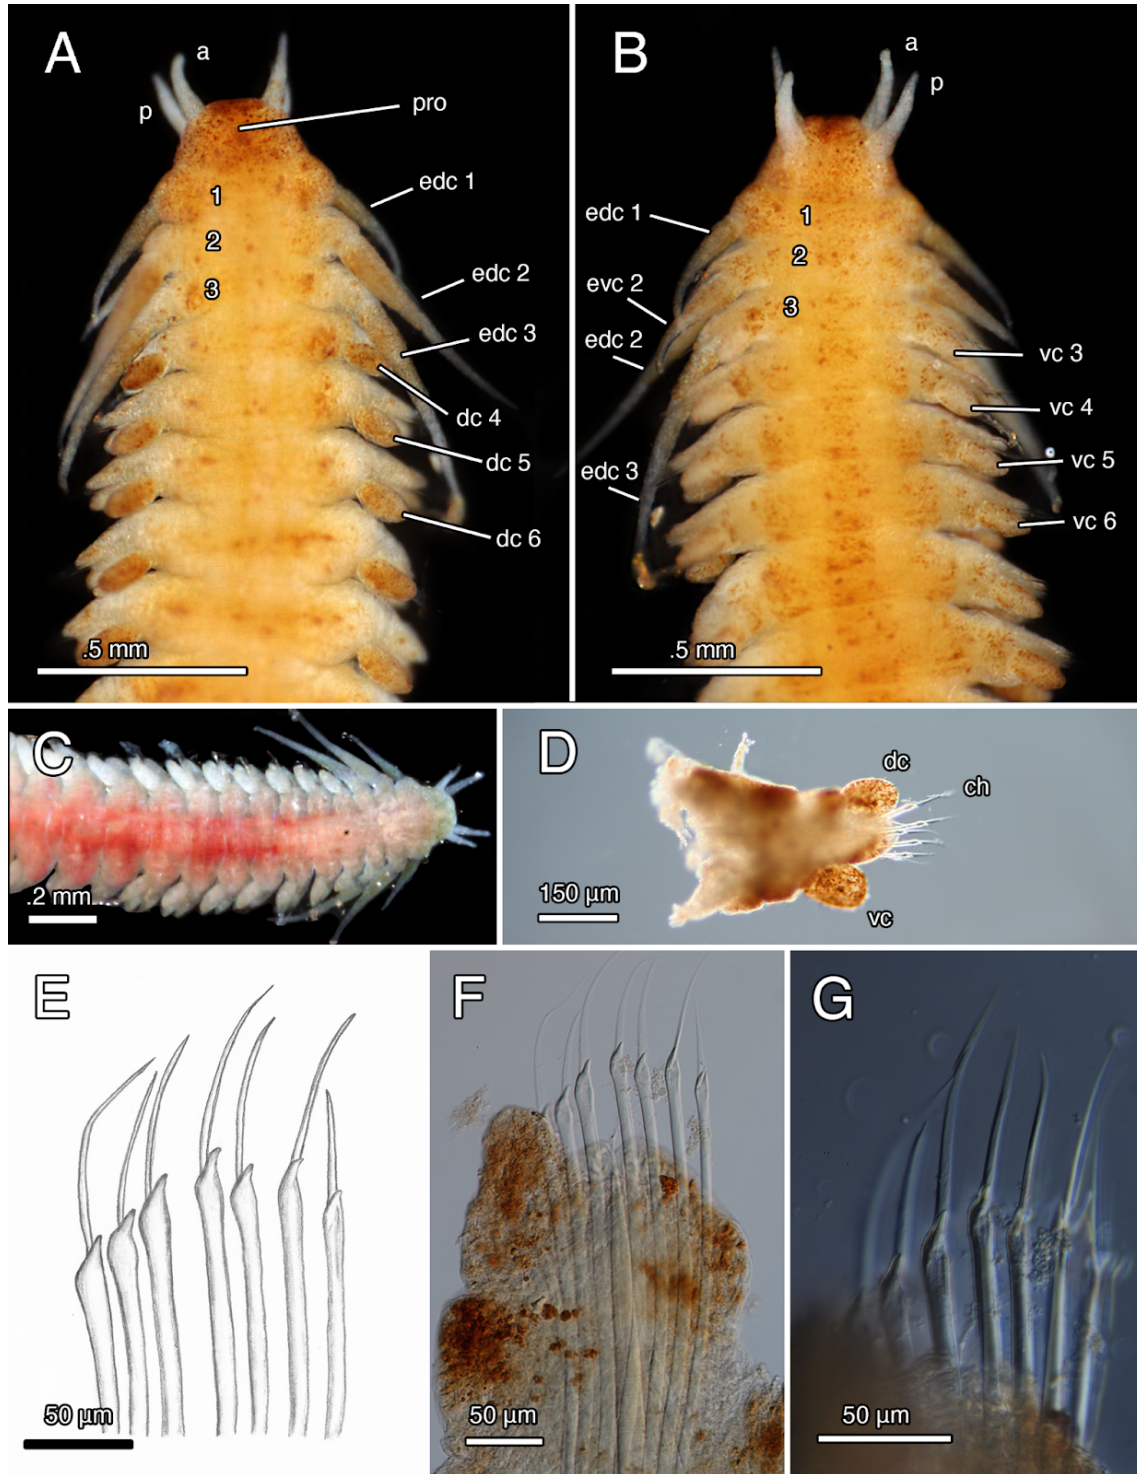 A
a
p
pro
1
edc 1
2
edc 2
3
edc 3
dc 4
dc 5
dc 6
.5 mm
B
a
p
1
edc 1
2
evc 2
3
edc 2
vc 3
vc 4
vc 5
edc 3
vc 6
.5 mm
C
.2 mm
D
dc
ch
150 µm
vc
E
50 µm
F
50 µm
G
50 µm